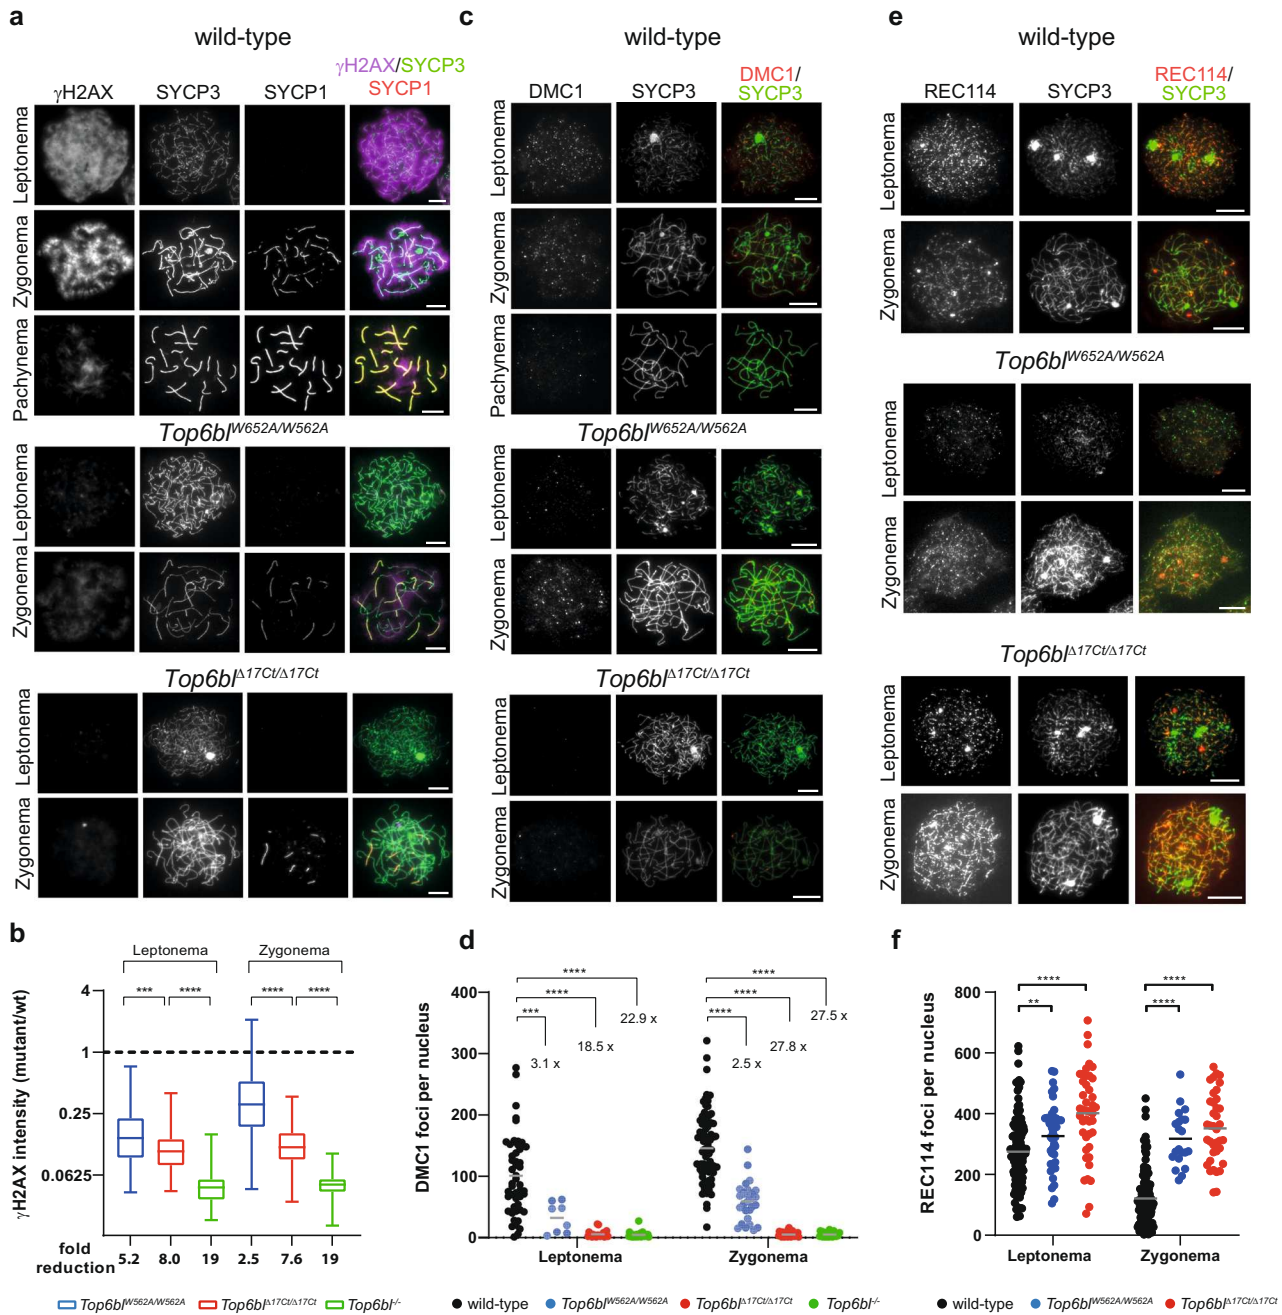 a
wild-type
γH2AX SYCP3 SYCP1 γH2AX/SYCP3
SYCP1
Leptonema
Zygonema
Pachynema
Top6bl W652A/W562A
Leptonema
Zygonema
Top6bl Δ17Ct/Δ17Ct
Leptonema
Zygonema
c
wild-type
DMC1 SYCP3 DMC1/
SYCP3
Leptonema
Zygonema
Pachynema
Top6bl W652A/W562A
Leptonema
Zygonema
Top6bl Δ17Ct/Δ17Ct
Leptonema
Zygonema
e
wild-type
REC114 SYCP3 REC114/
SYCP3
Leptonema
Zygonema
Top6bl W652A/W562A
Leptonema
Zygonema
Top6bl Δ17Ct/Δ17Ct
Leptonema
Zygonema
b
Leptonema Zygonema
*** **** **** ****
γH2AX intensity (mutant/wt)
4
1
0.25
0.0625
fold
reduction 5.2 8.0 19 2.5 7.6 19
Top6bl W562A/W562A Top6bl Δ17Ct/Δ17Ct Top6bl -/-
d
DMC1 foci per nucleus
400
300
200
100
0
****
****
***
22.9 x
18.5 x
3.1 x
****
****
****
27.5 x
27.8 x
2.5 x
Leptonema Zygonema
wild-type Top6bl W562A/W562A Top6bl Δ17Ct/Δ17Ct Top6bl -/-
f
REC114 foci per nucleus
800
600
400
200
0
****
**
****
****
Leptonema Zygonema
wild-type Top6bl W562A/W562A Top6bl Δ17Ct/Δ17Ct